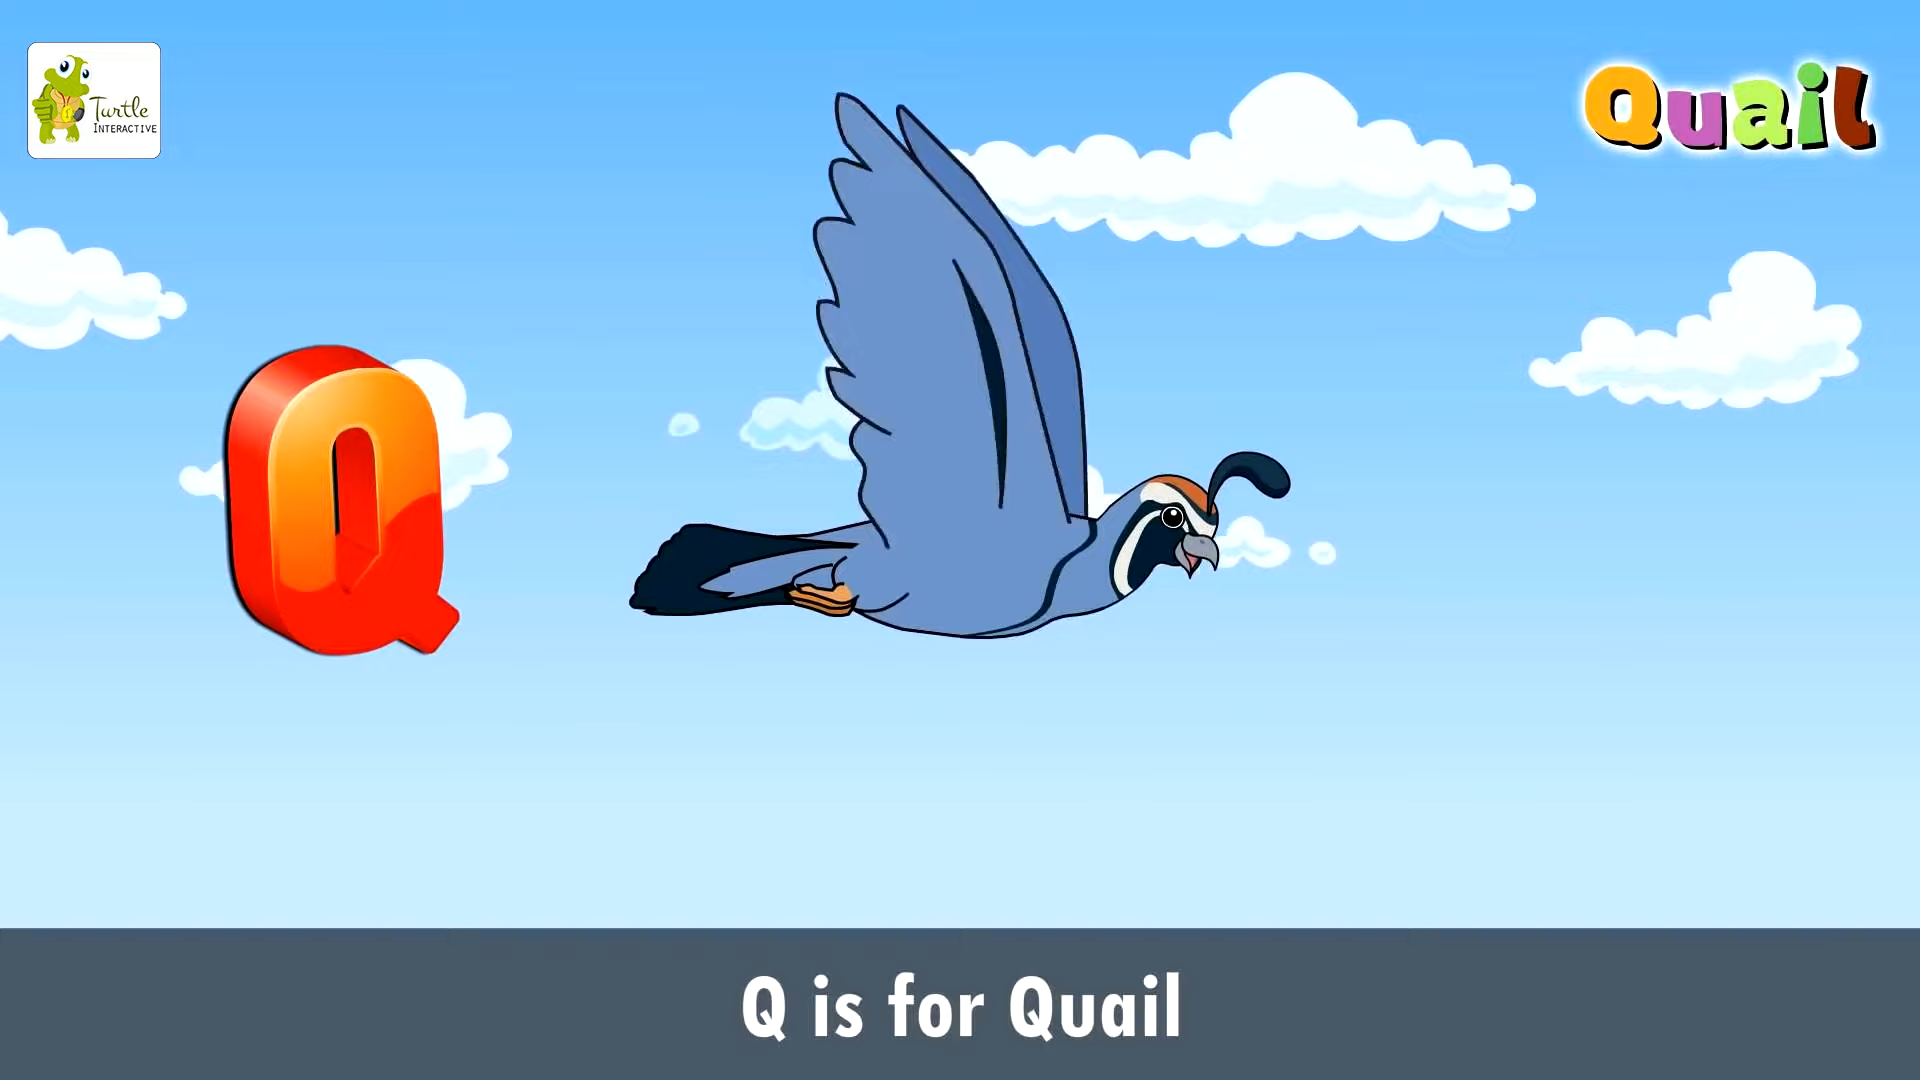 Turtle
INTERACTIVE
Quail
Q
Q is for Quail